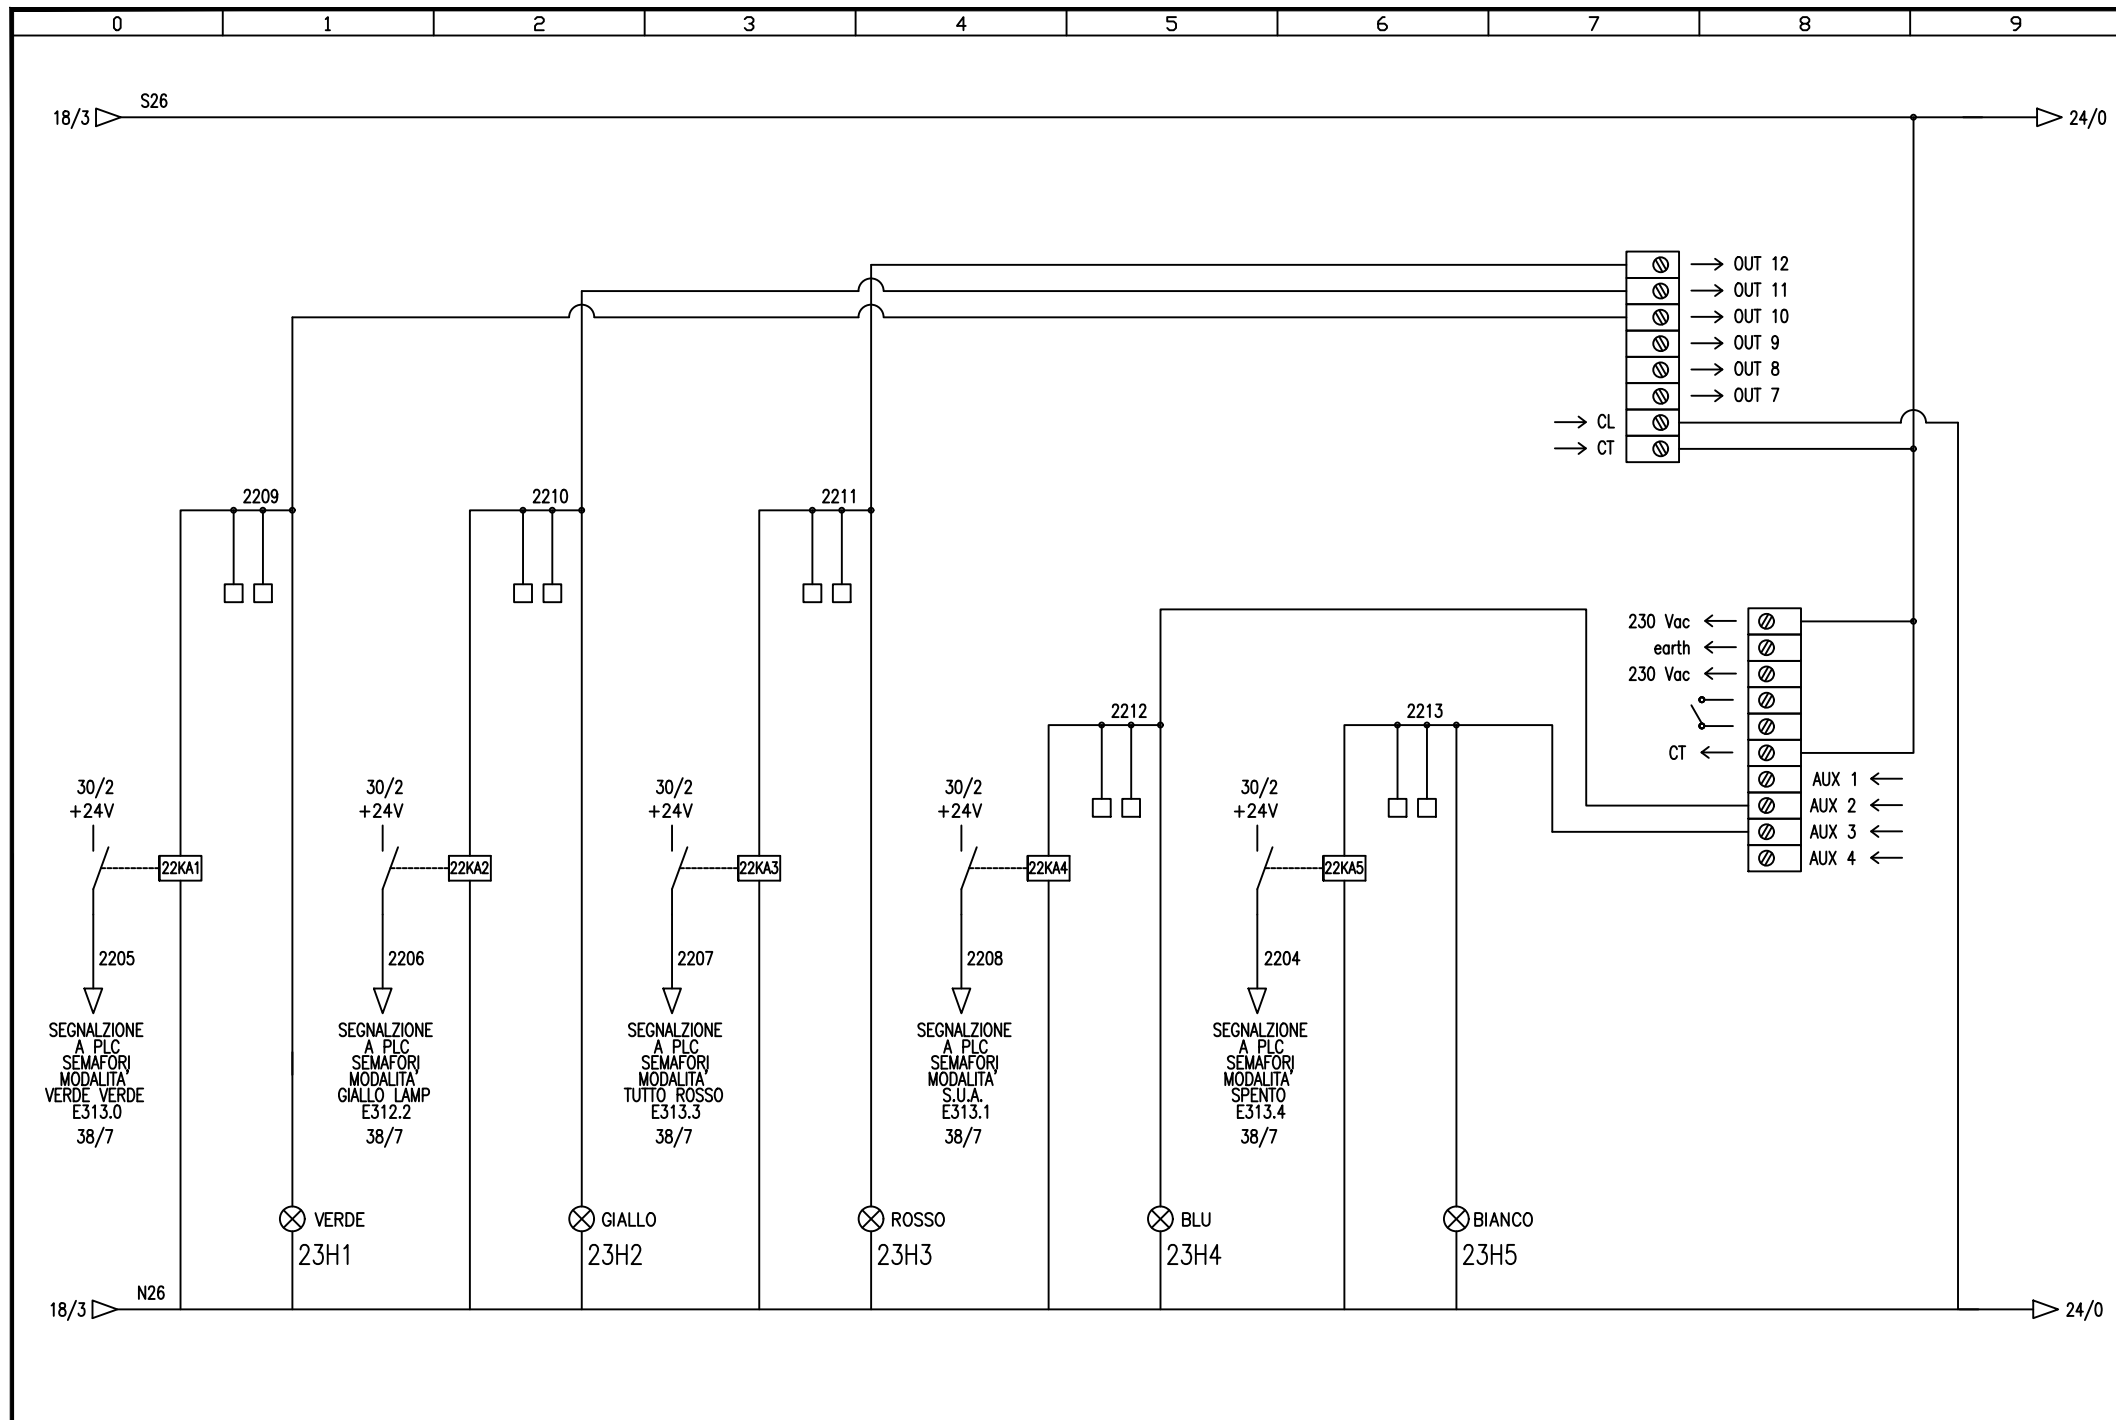 0 1 2 3 4 5 6 7 8 9
S26
18/3
24/0
OUT 12
OUT 11
OUT 10
OUT 9
OUT 8
OUT 7
CL
CT
2209
2210
2211
230 Vac
earth
230 Vac
CT
AUX 1
AUX 2
AUX 3
AUX 4
2212
2213
30/2
+24V
22KA1
2205
SEGNALZIONE
A PLC
SEMAFORI
MODALITA'
VERDE VERDE
E313.0
38/7
30/2
+24V
22KA2
2206
SEGNALZIONE
A PLC
SEMAFORI
MODALITA'
GIALLO LAMP
E312.2
38/7
30/2
+24V
22KA3
2207
SEGNALZIONE
A PLC
SEMAFORI
MODALITA'
TUTTO ROSSO
E313.3
38/7
30/2
+24V
22KA4
2208
SEGNALZIONE
A PLC
SEMAFORI
MODALITA'
S.U.A.
E313.1
38/7
30/2
+24V
22KA5
2204
SEGNALZIONE
A PLC
SEMAFORI
MODALITA'
SPENTO
E313.4
38/7
VERDE
23H1
GIALLO
23H2
ROSSO
23H3
BLU
23H4
BIANCO
23H5
N26
18/3
24/0